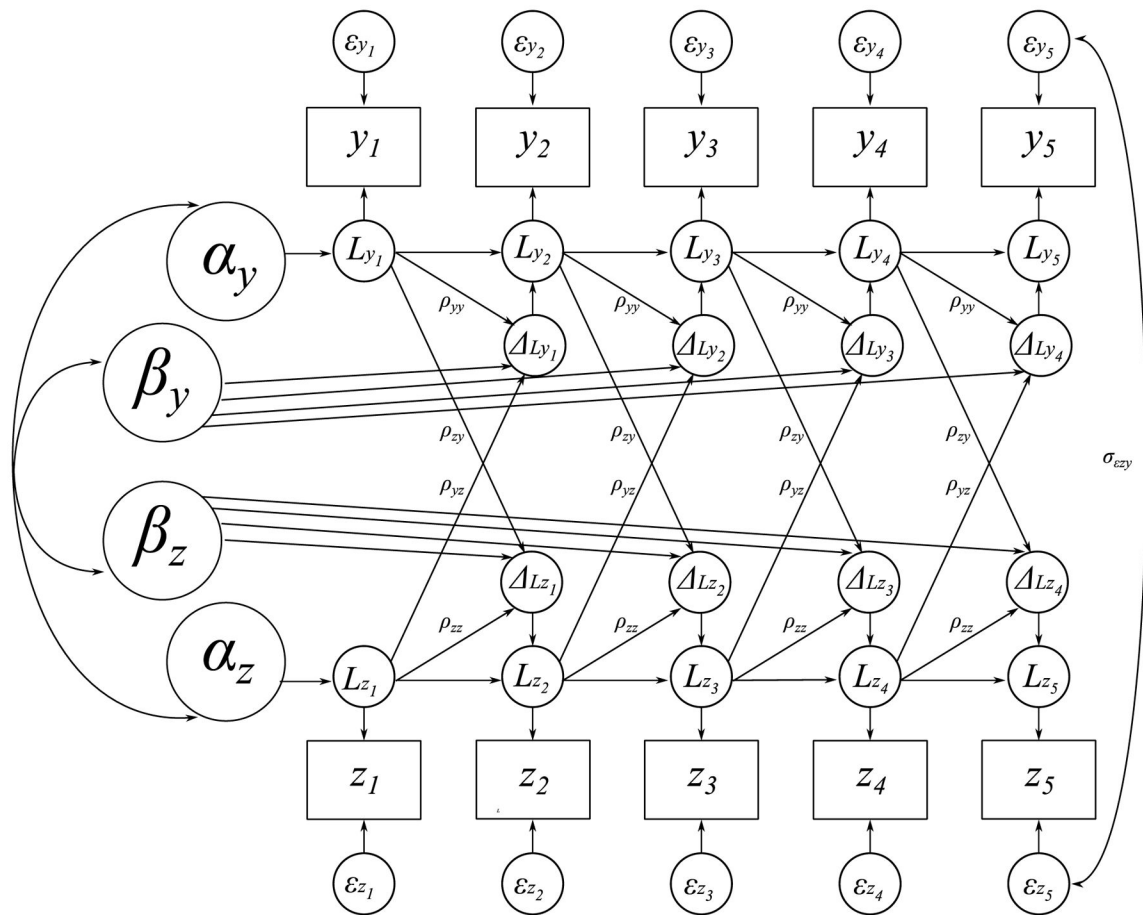 εy1 εy2 εy3 εy4 εy5
y1 y2 y3 y4 y5
αy Ly1 Ly2 Ly3 Ly4 Ly5
ρyy ρyy ρyy ρyy
βy ΔLy1 ΔLy2 ΔLy3 ΔLy4
ρzy ρzy ρzy ρzy
σεzy
ρyz ρyz ρyz ρyz
βz ΔLz1 ΔLz2 ΔLz3 ΔLz4
ρzz ρzz ρzz ρzz
αz Lz1 Lz2 Lz3 Lz4 Lz5
z1 z2 z3 z4 z5
εz1 εz2 εz3 εz4 εz5